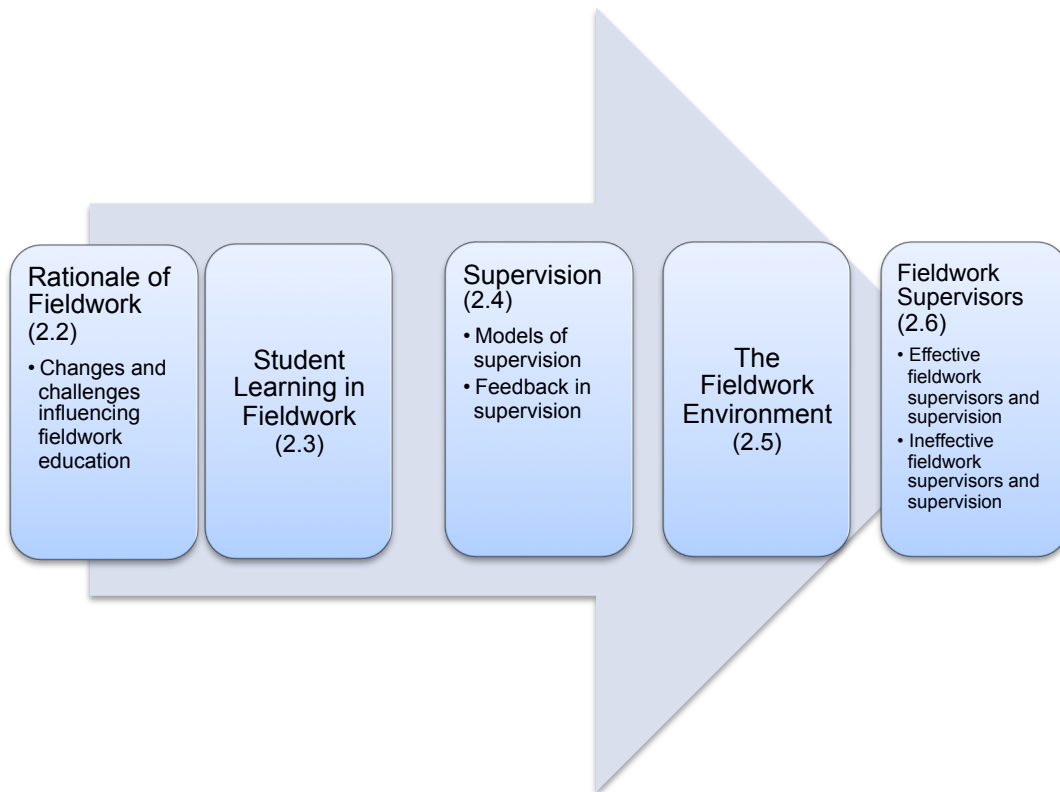 Rationale of
Fieldwork
(2.2)
• Changes and
challenges
influencing
fieldwork
education
Student
Learning in
Fieldwork
(2.3)
Supervision
(2.4)
• Models of
supervision
• Feedback in
supervision
The
Fieldwork
Environment
(2.5)
Fieldwork
Supervisors
(2.6)
• Effective
fieldwork
supervisors and
supervision
• Ineffective
fieldwork
supervisors and
supervision